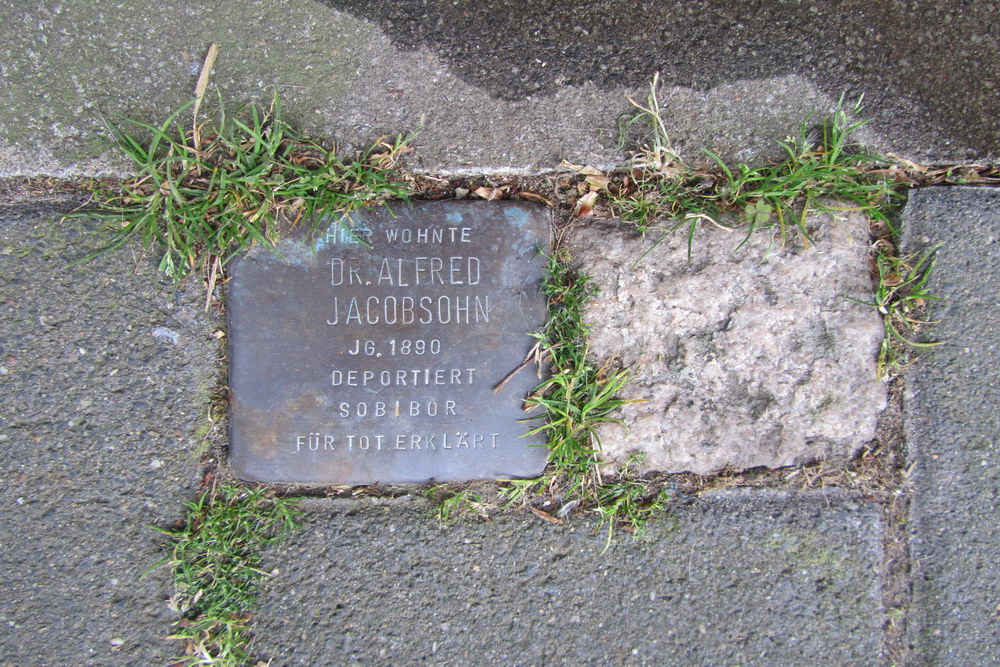 HIER WOHNTE
DR. ALFRED
JACOBSOHN
JG. 1890
DEPORTIERT
SOBIBOR
FÜR TOT ERKLÄRT